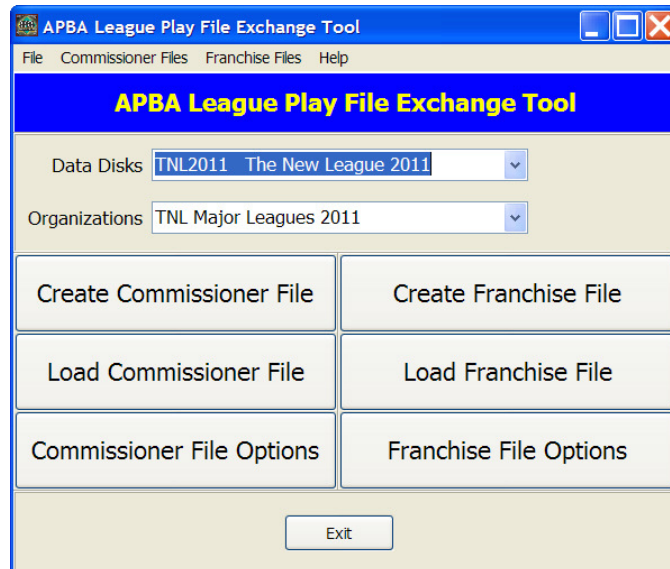 APBA League Play File Exchange Tool
File Commissioner Files Franchise Files Help
APBA League Play File Exchange Tool
Data Disks TNL2011 The New League 2011
Organizations TNL Major Leagues 2011
Create Commissioner File Create Franchise File
Load Commissioner File Load Franchise File
Commissioner File Options Franchise File Options
Exit